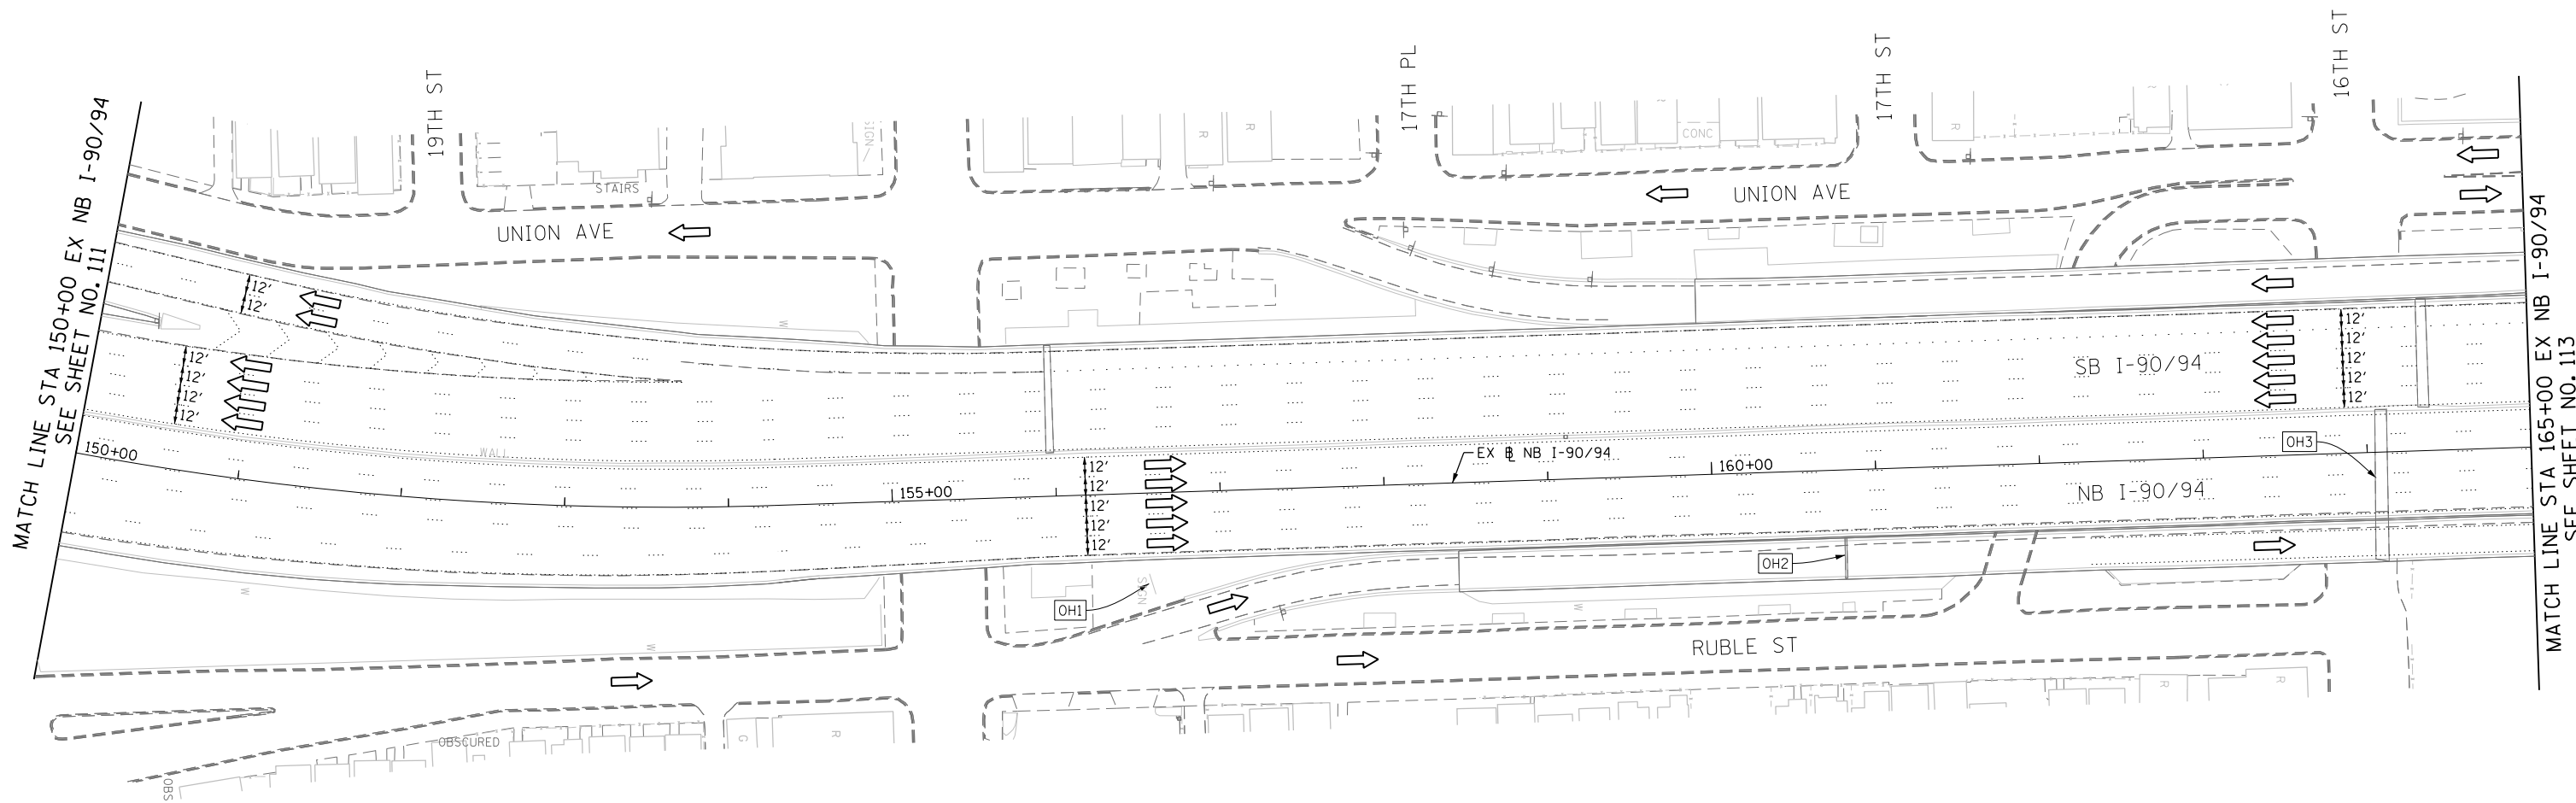 MATCH LINE STA 150+00 EX NB I-90/94
SEE SHEET NO. 111
19TH ST
17TH PL
17TH ST
16TH ST
SIGN
R
R
CONC
R
STAIRS
UNION AVE
UNION AVE
12'
12'
12'
12'
12'
12'
W
WALL
150+00
155+00
12'
12'
12'
12'
12'
EX B NB I-90/94
160+00
SB I-90/94
NB I-90/94
12'
12'
12'
12'
12'
OH3
OH2
OH1
SIGN
W
W
W
RUBLE ST
OBSCURED
OBS
G
R
R
R
MATCH LINE STA 165+00 EX NB I-90/94
SEE SHEET NO. 113